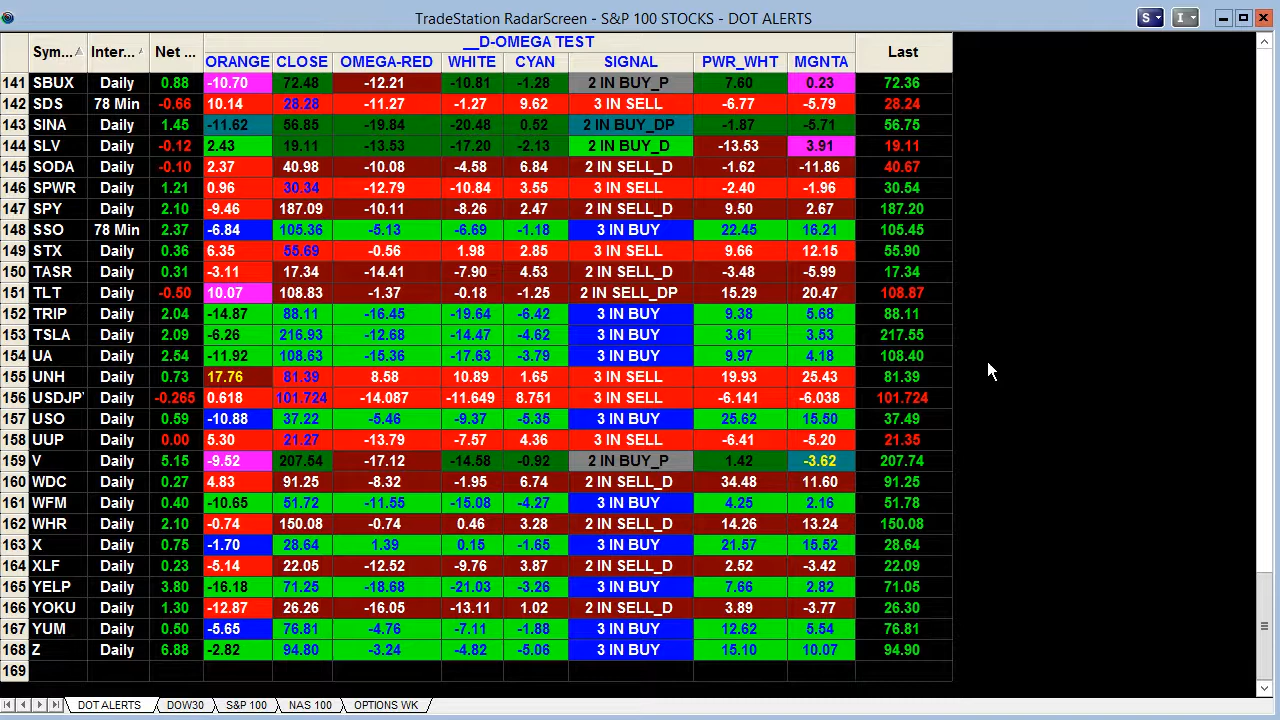 TradeStation RadarScreen - S&P 100 STOCKS - DOT ALERTS
S I
Sym... Inter... Net ... __D-OMEGA TEST Last
ORANGE CLOSE OMEGA-RED WHITE CYAN SIGNAL PWR_WHT MGNTA
141 SBUX Daily 0.88 -10.70 72.48 -12.21 -10.81 -1.28 2 IN BUY_P 7.60 0.23 72.36
142 SDS 78 Min -0.66 10.14 28.28 -11.27 -1.27 9.62 3 IN SELL -6.77 -5.79 28.24
143 SINA Daily 1.45 -11.62 56.85 -19.84 -20.48 0.52 2 IN BUY_DP -1.87 -5.71 56.75
144 SLV Daily -0.12 2.43 19.11 -13.53 -17.20 -2.13 2 IN BUY_D -13.53 3.91 19.11
145 SODA Daily -0.10 2.37 40.98 -10.08 -4.58 6.84 2 IN SELL_D -1.62 -11.86 40.67
146 SPWR Daily 1.21 0.96 30.34 -12.79 -10.84 3.55 3 IN SELL -2.40 -1.96 30.54
147 SPY Daily 2.10 -9.46 187.09 -10.11 -8.26 2.47 2 IN SELL_D 9.50 2.67 187.20
148 SSO 78 Min 2.37 -6.84 105.36 -5.13 -6.69 -1.18 3 IN BUY 22.45 16.21 105.45
149 STX Daily 0.36 6.35 55.69 -0.56 1.98 2.85 3 IN SELL 9.66 12.15 55.90
150 TASR Daily 0.31 -3.11 17.34 -14.41 -7.90 4.53 2 IN SELL_D -3.48 -5.99 17.34
151 TLT Daily -0.50 10.07 108.83 -1.37 -0.18 -1.25 2 IN SELL_DP 15.29 20.47 108.87
152 TRIP Daily 2.04 -14.87 88.11 -16.45 -19.64 -6.42 3 IN BUY 9.38 5.68 88.11
153 TSLA Daily 2.09 -6.26 216.93 -12.68 -14.47 -4.62 3 IN BUY 3.61 3.53 217.55
154 UA Daily 2.54 -11.92 108.63 -15.36 -17.63 -3.79 3 IN BUY 9.97 4.18 108.40
155 UNH Daily 0.73 17.76 81.39 8.58 10.89 1.65 3 IN SELL 19.93 25.43 81.39
156 USDJPY Daily -0.265 0.618 101.724 -14.087 -11.649 8.751 3 IN SELL -6.141 -6.038 101.724
157 USO Daily 0.59 -10.88 37.22 -5.46 -9.37 -5.35 3 IN BUY 25.62 15.50 37.49
158 UUP Daily 0.00 5.30 21.27 -13.79 -7.57 4.36 3 IN SELL -6.41 -5.20 21.35
159 V Daily 5.15 -9.52 207.54 -17.12 -14.58 -0.92 2 IN BUY_P 1.42 -3.62 207.74
160 WDC Daily 0.27 4.83 91.25 -8.32 -1.95 6.74 2 IN SELL_D 34.48 11.60 91.25
161 WFM Daily 0.40 -10.65 51.72 -11.55 -15.08 -4.27 3 IN BUY 4.25 2.16 51.78
162 WHR Daily 2.10 -0.74 150.08 -0.74 0.46 3.28 2 IN SELL_D 14.26 13.24 150.08
163 X Daily 0.75 -1.70 28.64 1.39 0.15 -1.65 3 IN BUY 21.57 15.52 28.64
164 XLF Daily 0.23 -5.14 22.05 -12.52 -9.76 3.87 2 IN SELL_D 2.52 -3.42 22.09
165 YELP Daily 3.80 -16.18 71.25 -18.68 -21.03 -3.26 3 IN BUY 7.66 2.82 71.05
166 YOKU Daily 1.30 -12.87 26.26 -16.05 -13.11 1.02 2 IN SELL_D 3.89 -3.77 26.30
167 YUM Daily 0.50 -5.65 76.81 -4.76 -7.11 -1.88 3 IN BUY 12.62 5.54 76.81
168 Z Daily 6.88 -2.82 94.80 -3.24 -4.82 -5.06 3 IN BUY 15.10 10.07 94.90
169
DOT ALERTS DOW30 S&P 100 NAS 100 OPTIONS WK